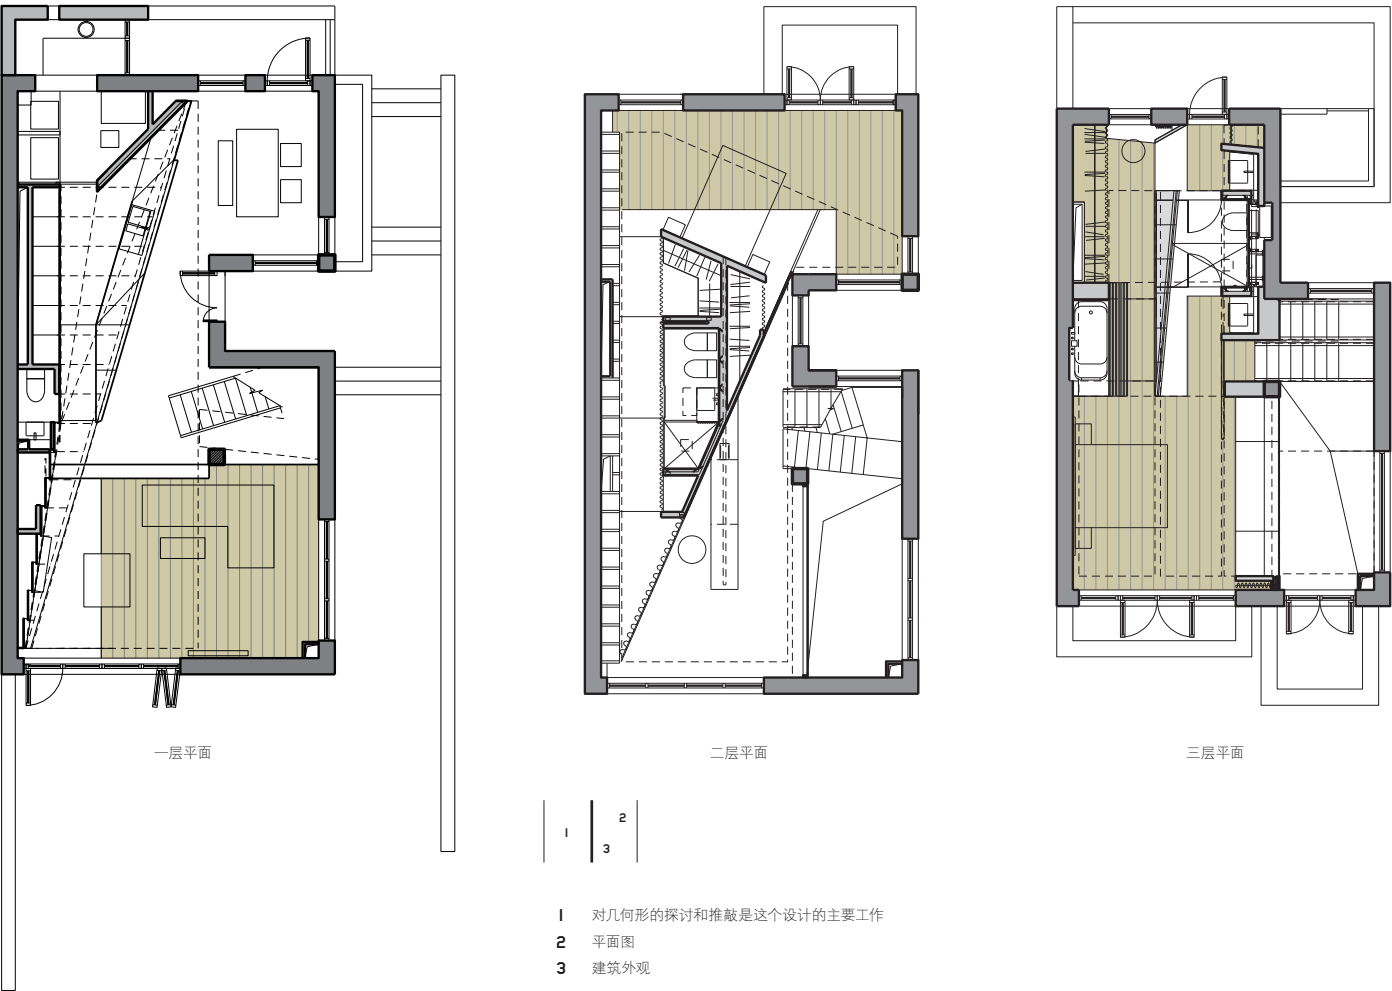 一层平面
二层平面
三层平面
1
2
3
1 对几何形的探讨和推敲是这个设计的主要工作
2 平面图
3 建筑外观